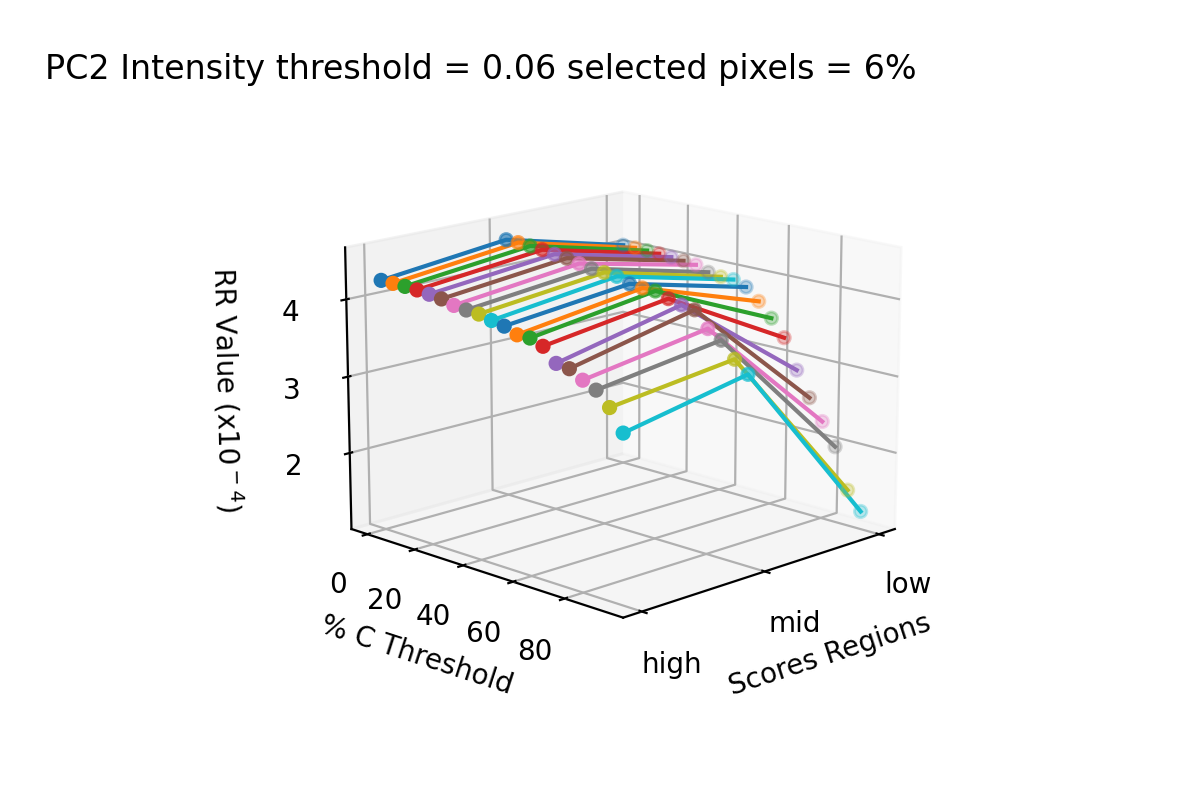 PC2 Intensity threshold = 0.06 selected pixels = 6%
RR Value (x10⁻⁴)
4
3
2
0
20
40
60
80
% C Threshold
high
mid
low
Scores Regions